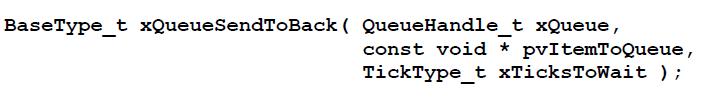 BaseType_t xQueueSendToBack( QueueHandle_t xQueue,
const void * pvItemToQueue,
TickType_t xTicksToWait );